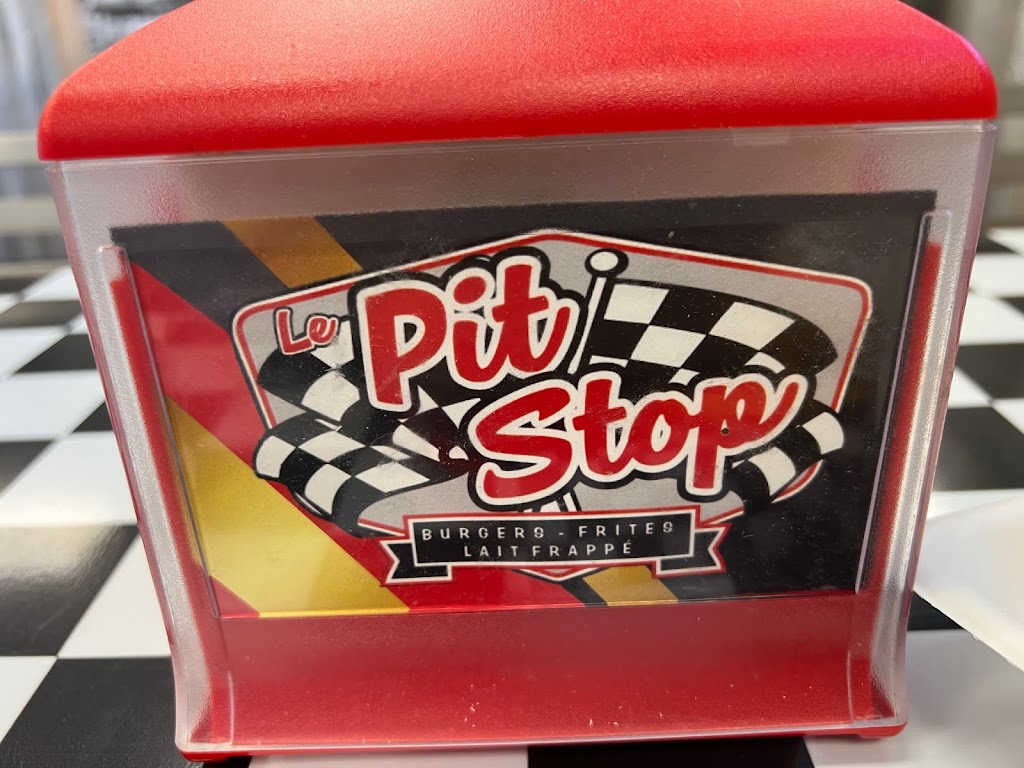 Le Pit
Stop
BURGERS - FRITES
LAIT FRAPPÉ